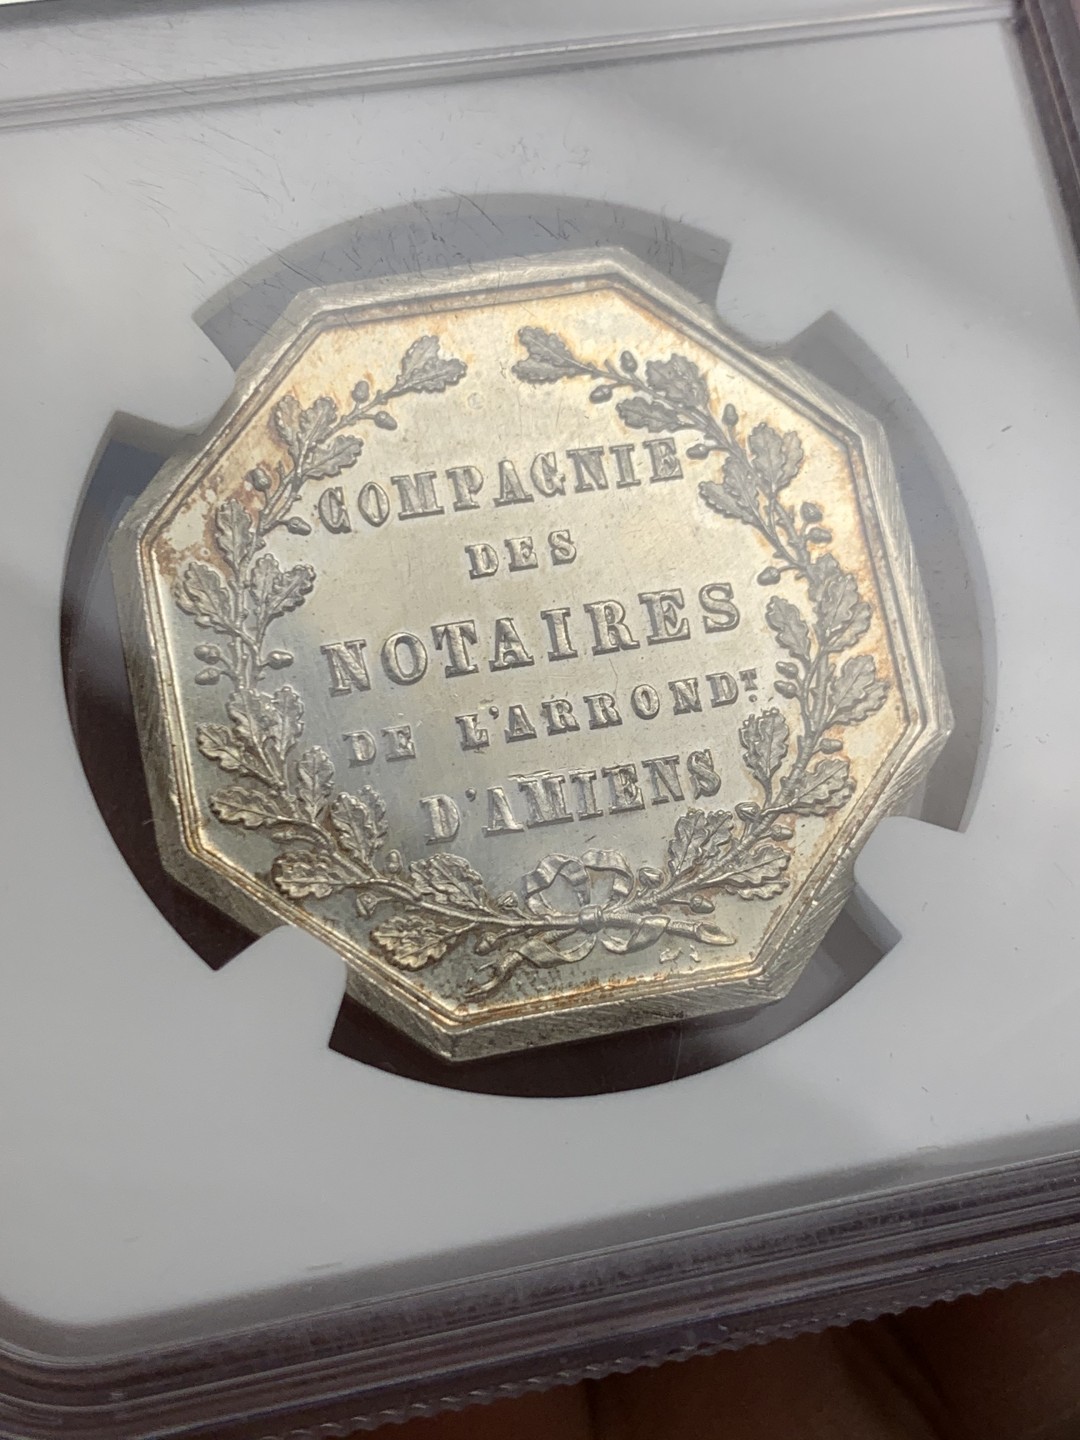 COMPAGNIE
DES
NOTAIRES
DE L'ARRONDT
D'AMIENS